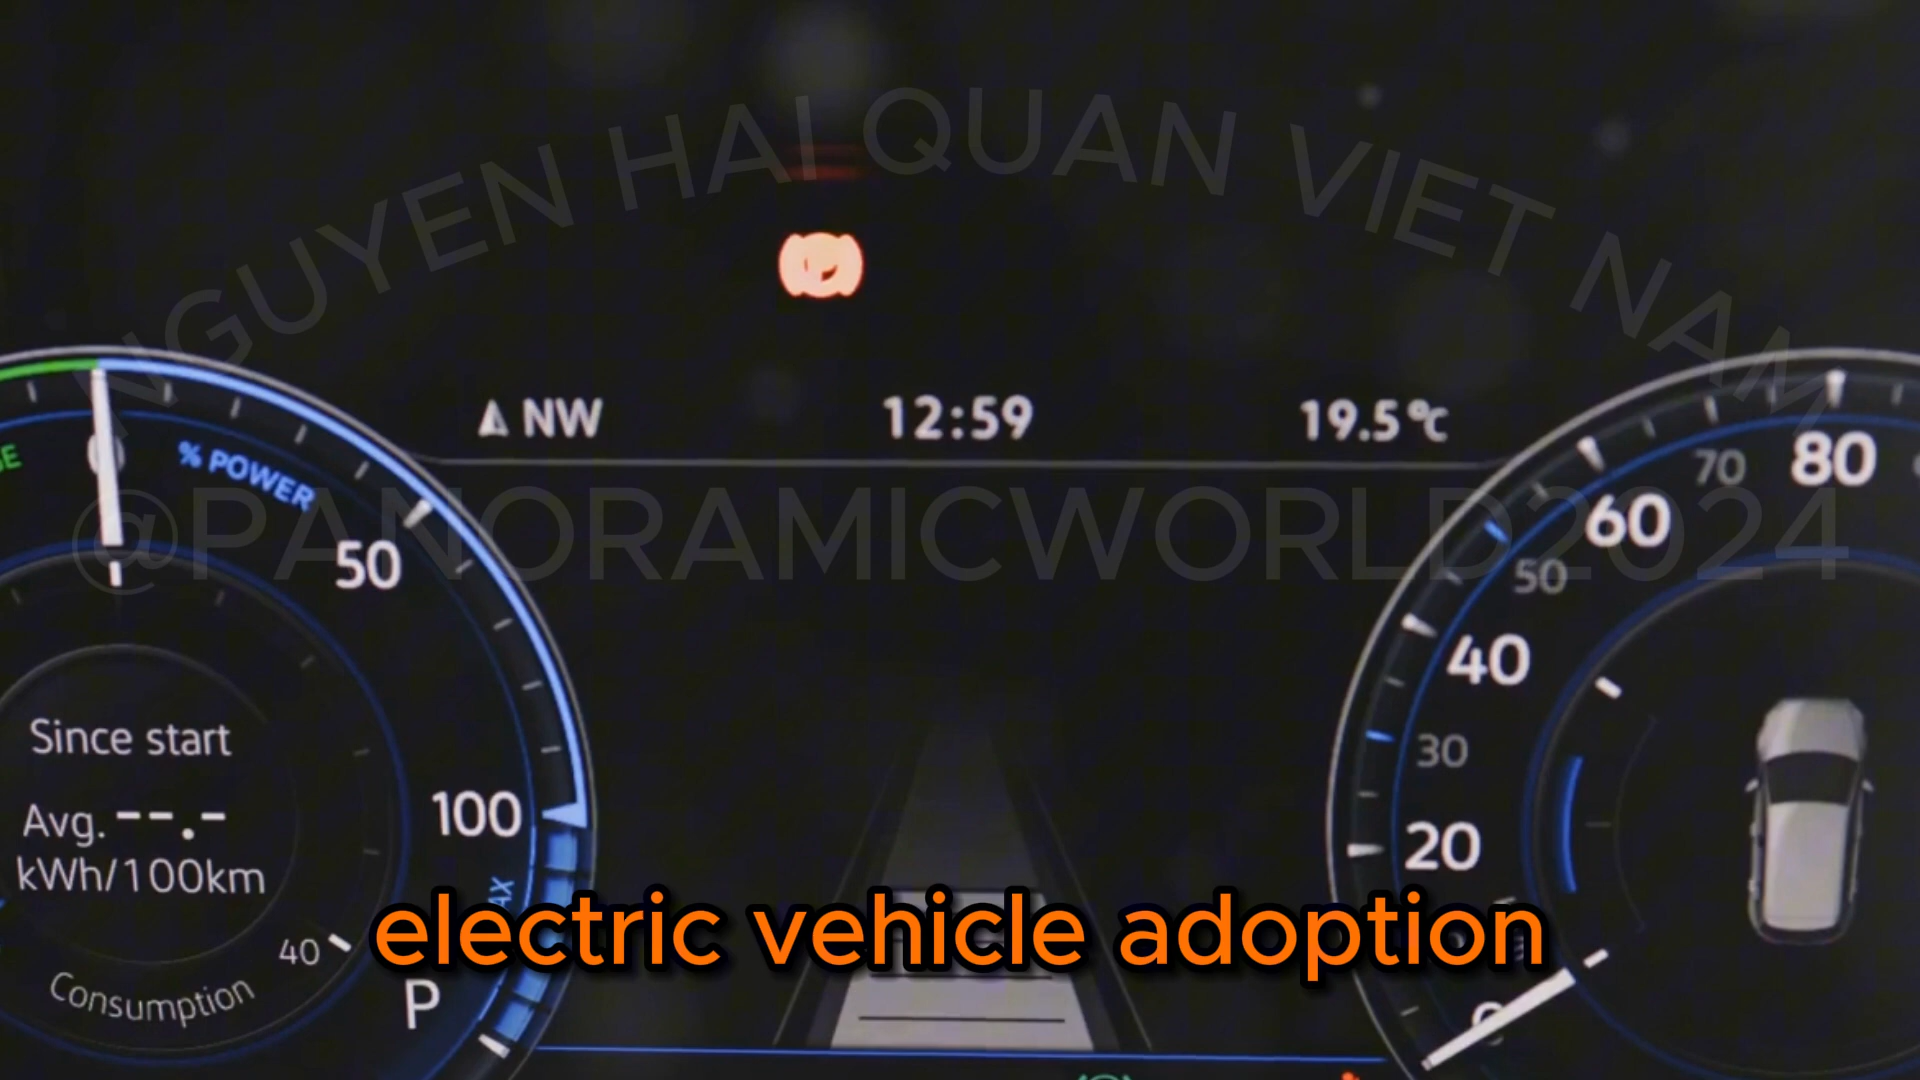 NGUYEN HAI QUAN VIET NAM
NW
12:59
19.5°C
% POWER
@PANORAMICWORLD2024
50
100
Since start
Avg. --.-
kWh/100km
40
Consumption
P
80
70
60
50
40
30
20
0
electric vehicle adoption